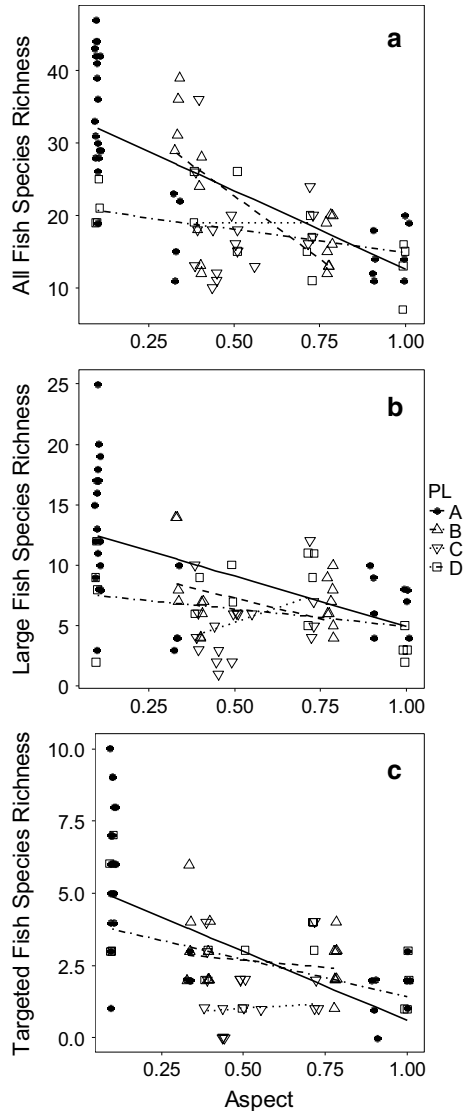 a
All Fish Species Richness
40
30
20
10
0.25 0.50 0.75 1.00
b
Large Fish Species Richness
25
20
15
10
5
0
0.25 0.50 0.75 1.00
PL
A
B
C
D
c
Targeted Fish Species Richness
10.0
7.5
5.0
2.5
0.0
0.25 0.50 0.75 1.00
Aspect